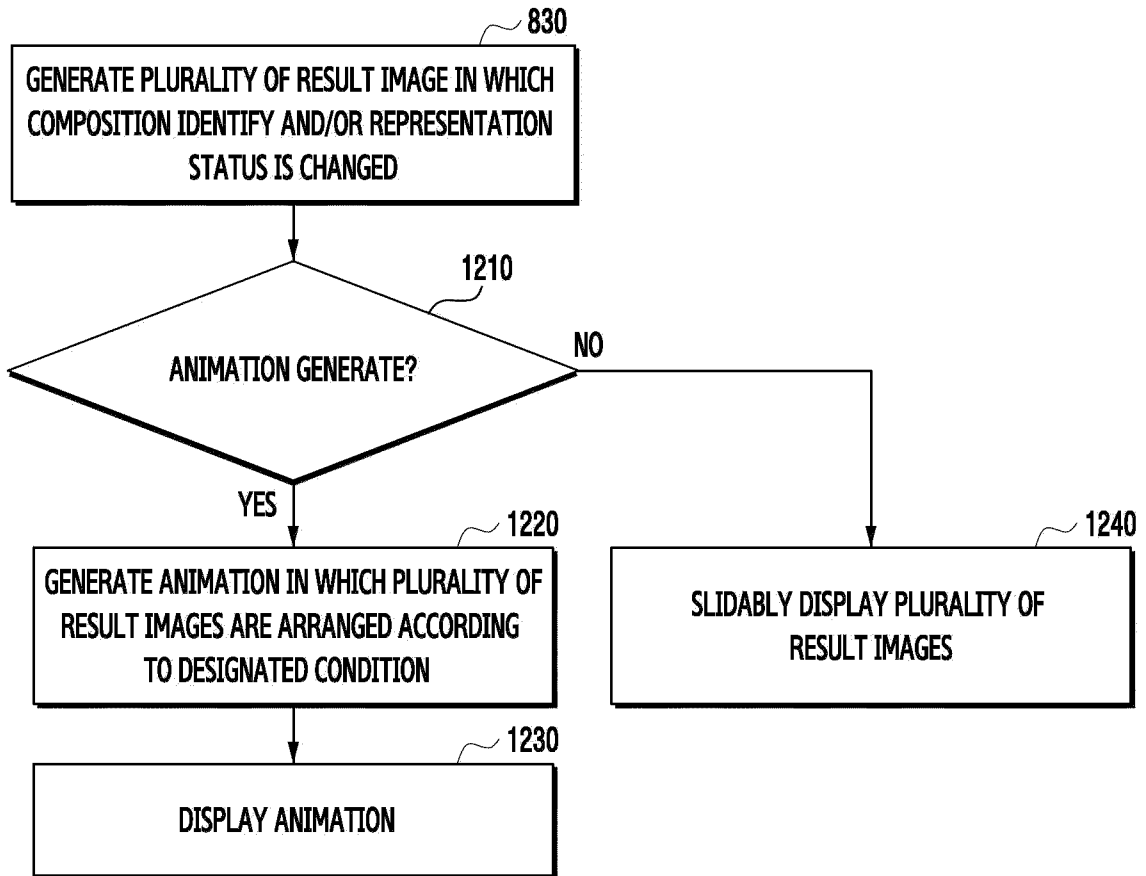 830
GENERATE PLURALITY OF RESULT IMAGE IN WHICH
COMPOSITION IDENTIFY AND/OR REPRESENTATION
STATUS IS CHANGED
1210
ANIMATION GENERATE?
NO
YES
1220
GENERATE ANIMATION IN WHICH PLURALITY OF
RESULT IMAGES ARE ARRANGED ACCORDING
TO DESIGNATED CONDITION
1240
SLIDABLY DISPLAY PLURALITY OF
RESULT IMAGES
1230
DISPLAY ANIMATION